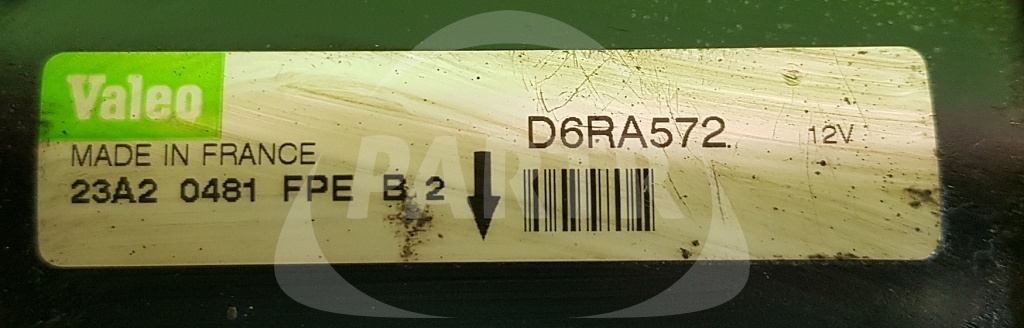 Valeo
MADE IN FRANCE
23A2 0481 FPE B 2
D6RA572
12V